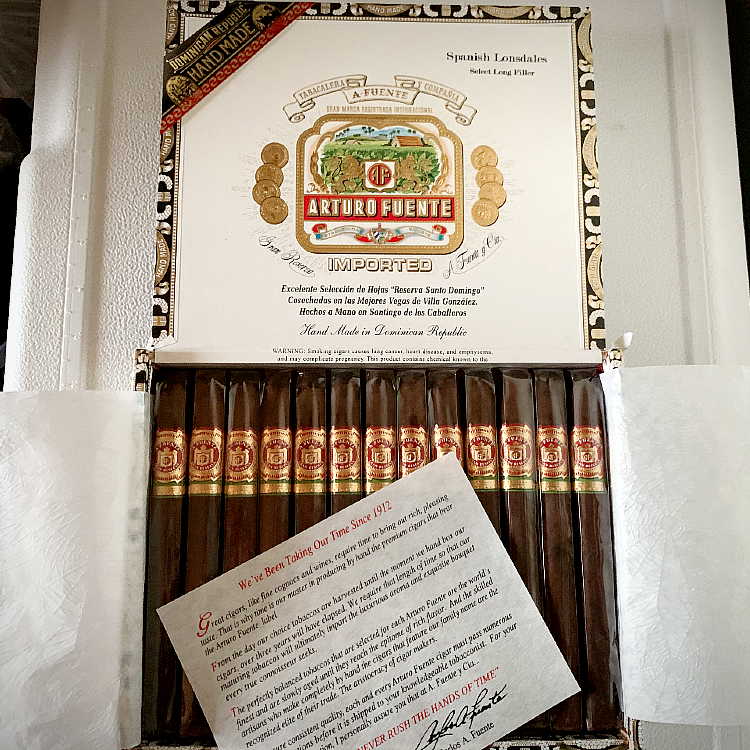 DOMINICAN REPUBLIC
HAND MADE
HAND MADE
Spanish Lonsdales
Select Long Filler
TABACALERA A. FUENTE COMPAÑIA
GRAN MARCA REGISTRADA INTERNACIONAL
AF
ARTURO FUENTE
Gran Reserva
A. Fuente y Cia.
IMPORTED
Excelente Selección de Hojas "Reserva Santo Domingo"
Cosechadas en las Mejores Vegas de Villa González.
Hechos a Mano en Santiago de los Caballeros
Hand Made in Dominican Republic
WARNING: Smoking cigars causes lung cancer, heart disease, and emphysema,
and may complicate pregnancy. This product contains chemical known to the
We've Been Taking Our Time Since 1912
Great cigars, like fine cognacs and wines, require time to bring out rich, pleasing
taste. That is why time is our master in producing by hand the premium cigars that bear
the Arturo Fuente label.
From the day our choice tobaccos are harvested until the moment we hand box our
cigars, over three years will have elapsed. We require that length of time so that our
maturing tobaccos will ultimately impart the luxurious aroma and exquisite bouquet
every true connoisseur seeks.
The perfectly balanced tobaccos that are selected for each Arturo Fuente are the world's
finest and are slowly aged until they reach the epitome of rich flavor. And the skilled
artisans who make completely by hand the cigars that feature our family name are the
recognized elite of their trade. The aristocracy of cigar makers.
ure consistent quality, each and every Arturo Fuente cigar must pass numerous
tions before it is shipped to your knowledgeable tobacconist. For your
tion, I personally assure you that at A. Fuente y Cia.,
NEVER RUSH THE HANDS OF TIME"
Carlos A. Fuente